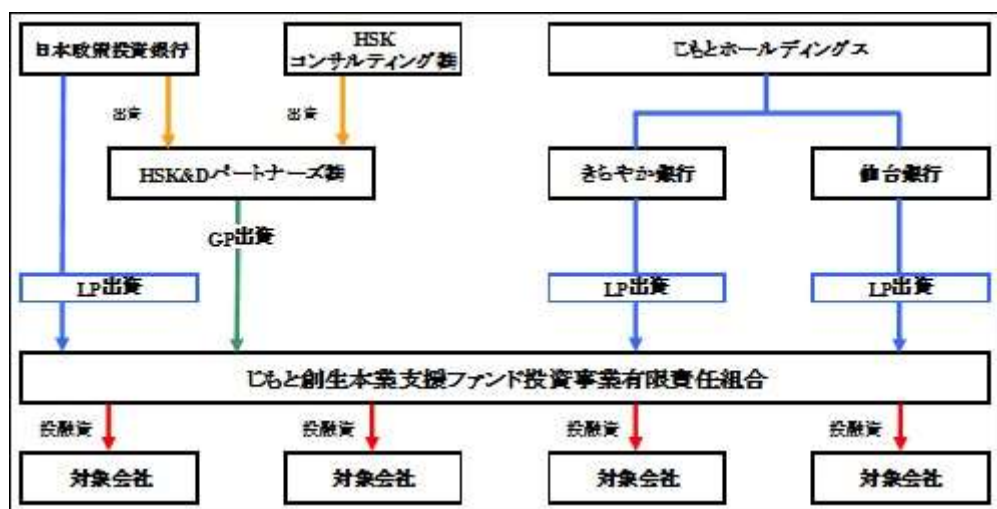 日本政策投資銀行
HSK
コンサルティング㈱
じもとホールディングス
出資
出資
HSK&Dパートナーズ㈱
きらやか銀行
仙台銀行
GP出資
LP出資
LP出資
LP出資
じもと創生本業支援ファンド投資事業有限責任組合
投融資
投融資
投融資
投融資
対象会社
対象会社
対象会社
対象会社